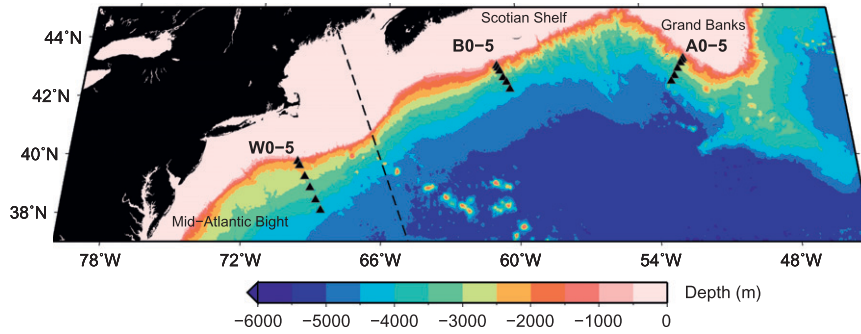 Scotian Shelf
Grand Banks
44°N
B0-5
A0-5
42°N
W0-5
40°N
38°N
Mid-Atlantic Bight
78°W 72°W 66°W 60°W 54°W 48°W
Depth (m)
-6000 -5000 -4000 -3000 -2000 -1000 0